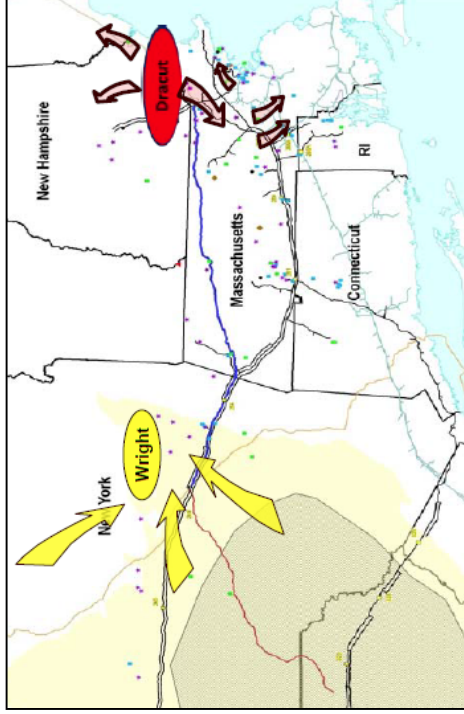 New Hampshire
Dracut
Massachusetts
RI
Connecticut
New York
Wright